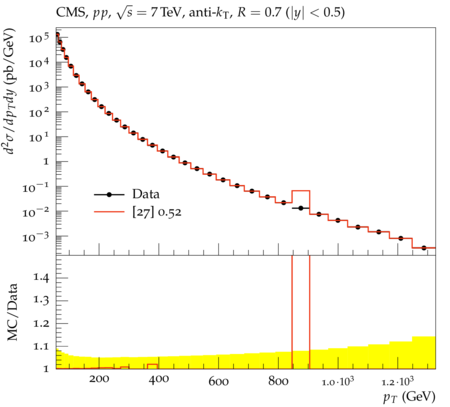 CMS, pp, √s = 7 TeV, anti-kT, R = 0.7 (|y| < 0.5)
d²σ/dpTdy (pb/GeV)
10⁵
10⁴
10³
10²
10¹
1
10⁻¹
10⁻²
10⁻³
Data
[27] 0.52
MC/Data
1.4
1.3
1.2
1.1
1
200 400 600 800 1.0·10³ 1.2·10³
pT (GeV)